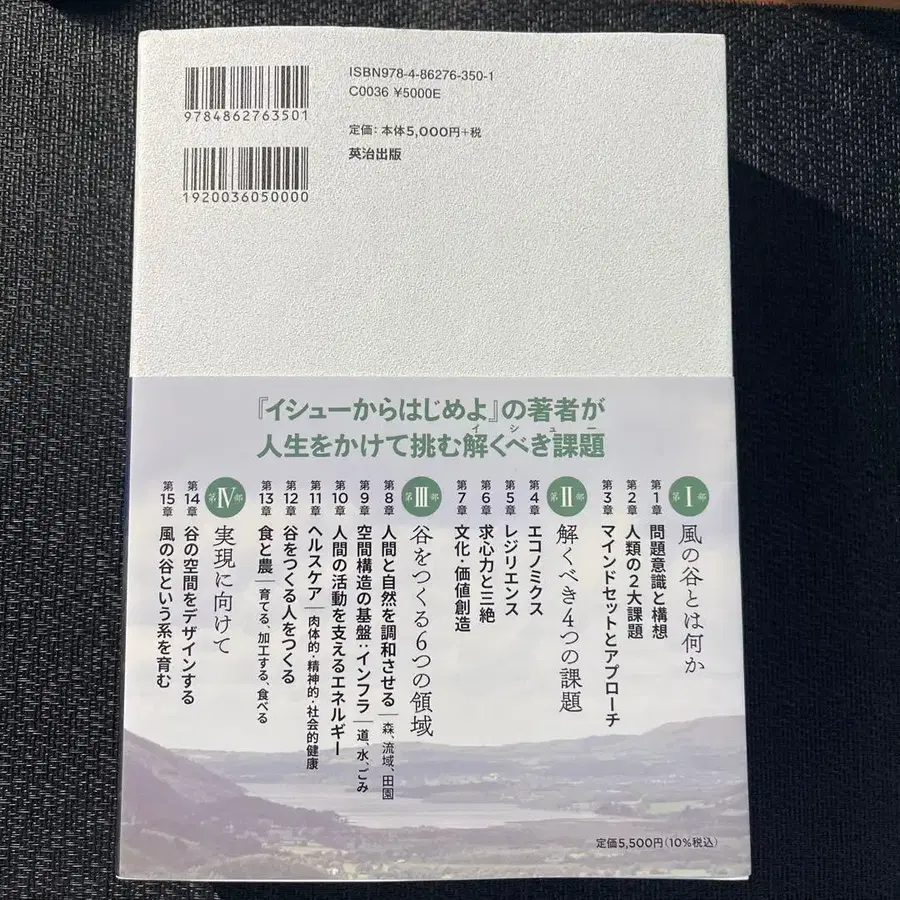 ISBN978-4-86276-350-1
C0036 ¥5000E
9784862763501
定価：本体5,000円+税
英治出版
1920036050000
『イシューからはじめよ』の著者が
人生をかけて挑む解くべき課題
イシュー
第Ⅰ部 風の谷とは何か
第1章 問題意識と構想
第2章 人類の2大課題
第3章 マインドセットとアプローチ
第Ⅱ部 解くべき4つの課題
第4章 エコノミクス
第5章 レジリエンス
第6章 求心力と三絶
第7章 文化・価値創造
第Ⅲ部 谷をつくる6つの領域
第8章 人間と自然を調和させる｜森、流域、田園
第9章 空間構造の基盤：インフラ｜道、水、ごみ
第10章 人間の活動を支えるエネルギー
第11章 ヘルスケア｜肉体的・精神的・社会的健康
第12章 谷をつくる人をつくる
第13章 食と農｜育てる、加工する、食べる
第Ⅳ部 実現に向けて
第14章 谷の空間をデザインする
第15章 風の谷という系を育む
定価5,500円（10%税込）